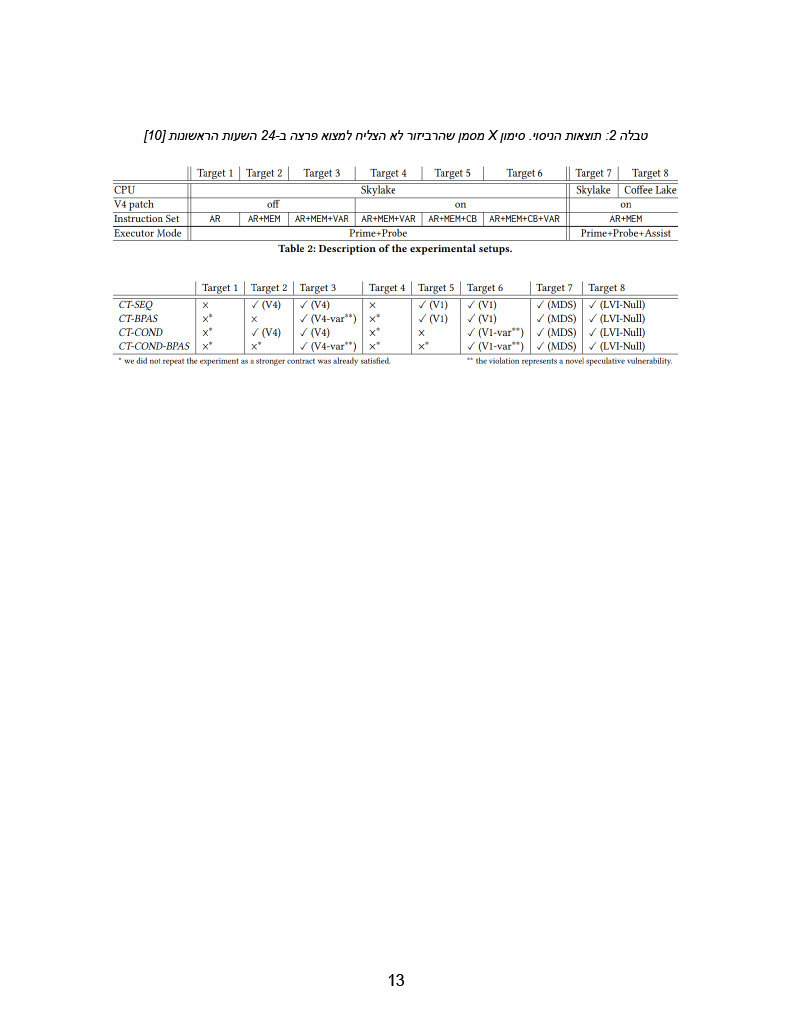 טבלה 2: תוצאות הניסוי. סימון X מסמן שהרביזור לא הצליח למצוא פרצה ב-24 השעות הראשונות [10]
Target 1 Target 2 Target 3 Target 4 Target 5 Target 6 Target 7 Target 8
CPU Skylake Skylake Coffee Lake
V4 patch off on on
Instruction Set AR AR+MEM AR+MEM+VAR AR+MEM+VAR AR+MEM+CB AR+MEM+CB+VAR AR+MEM
Executor Mode Prime+Probe Prime+Probe+Assist
Table 2: Description of the experimental setups.
Target 1 Target 2 Target 3 Target 4 Target 5 Target 6 Target 7 Target 8
CT-SEQ × ✓ (V4) ✓ (V4) × ✓ (V1) ✓ (V1) ✓ (MDS) ✓ (LVI-Null)
CT-BPAS ×* × ✓ (V4-var**) ×* ✓ (V1) ✓ (V1) ✓ (MDS) ✓ (LVI-Null)
CT-COND ×* ✓ (V4) ✓ (V4) ×* × ✓ (V1-var**) ✓ (MDS) ✓ (LVI-Null)
CT-COND-BPAS ×* ×* ✓ (V4-var**) ×* ×* ✓ (V1-var**) ✓ (MDS) ✓ (LVI-Null)
* we did not repeat the experiment as a stronger contract was already satisfied. ** the violation represents a novel speculative vulnerability.
13